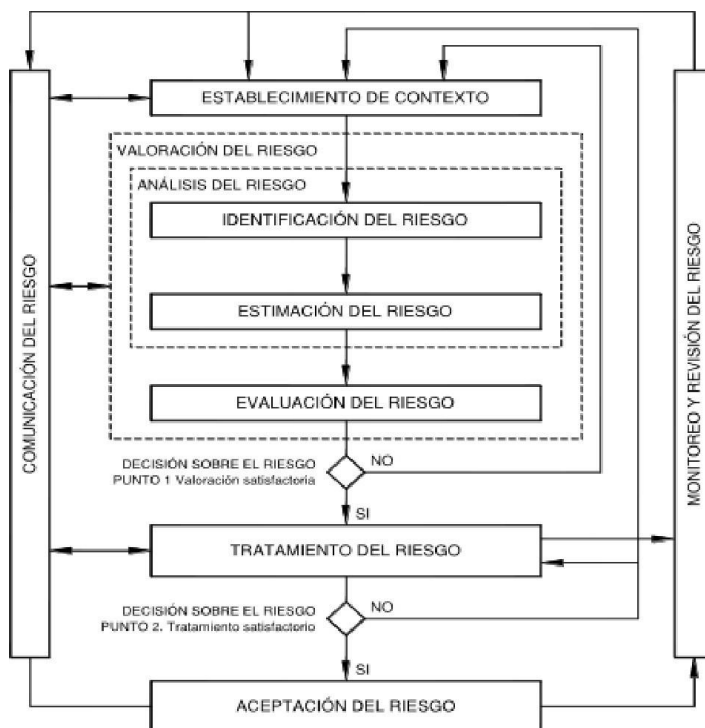 ESTABLECIMIENTO DE CONTEXTO
VALORACIÓN DEL RIESGO
ANÁLISIS DEL RIESGO
IDENTIFICACIÓN DEL RIESGO
ESTIMACIÓN DEL RIESGO
EVALUACIÓN DEL RIESGO
DECISIÓN SOBRE EL RIESGO
PUNTO 1 Valoración satisfactoria
NO
SI
TRATAMIENTO DEL RIESGO
DECISIÓN SOBRE EL RIESGO
PUNTO 2. Tratamiento satisfactorio
NO
SI
ACEPTACIÓN DEL RIESGO
COMUNICACIÓN DEL RIESGO
MONITOREO Y REVISIÓN DEL RIESGO